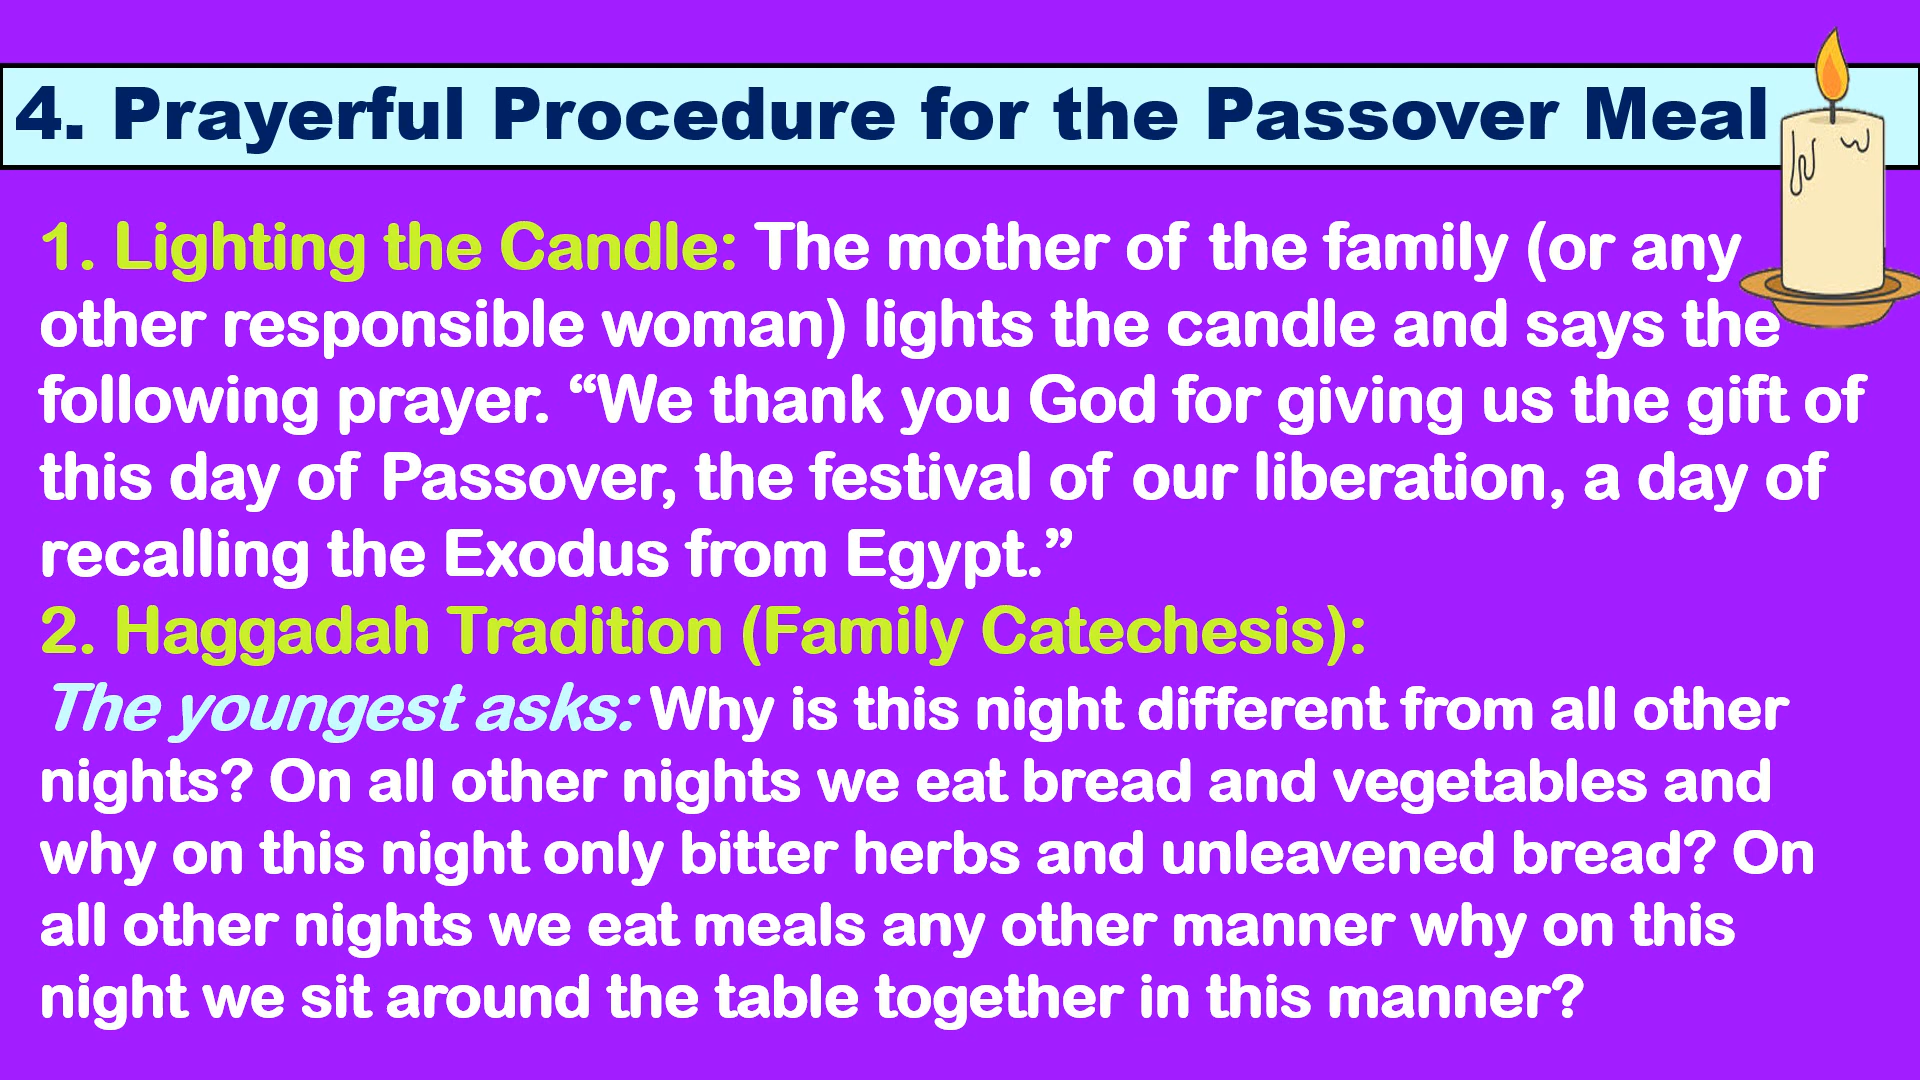 4. Prayerful Procedure for the Passover Meal
1. Lighting the Candle: The mother of the family (or any
other responsible woman) lights the candle and says the
following prayer. “We thank you God for giving us the gift of
this day of Passover, the festival of our liberation, a day of
recalling the Exodus from Egypt.”
2. Haggadah Tradition (Family Catechesis):
The youngest asks: Why is this night different from all other
nights? On all other nights we eat bread and vegetables and
why on this night only bitter herbs and unleavened bread? On
all other nights we eat meals any other manner why on this
night we sit around the table together in this manner?